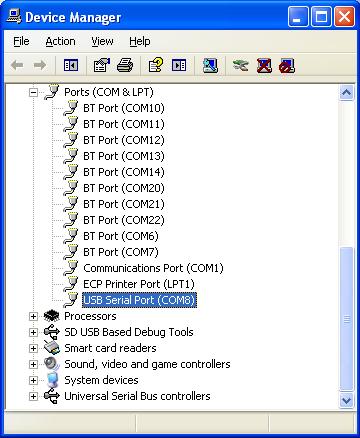 Device Manager
File Action View Help
Ports (COM & LPT)
BT Port (COM10)
BT Port (COM11)
BT Port (COM12)
BT Port (COM13)
BT Port (COM14)
BT Port (COM20)
BT Port (COM21)
BT Port (COM22)
BT Port (COM6)
BT Port (COM7)
Communications Port (COM1)
ECP Printer Port (LPT1)
USB Serial Port (COM8)
Processors
SD USB Based Debug Tools
Smart card readers
Sound, video and game controllers
System devices
Universal Serial Bus controllers